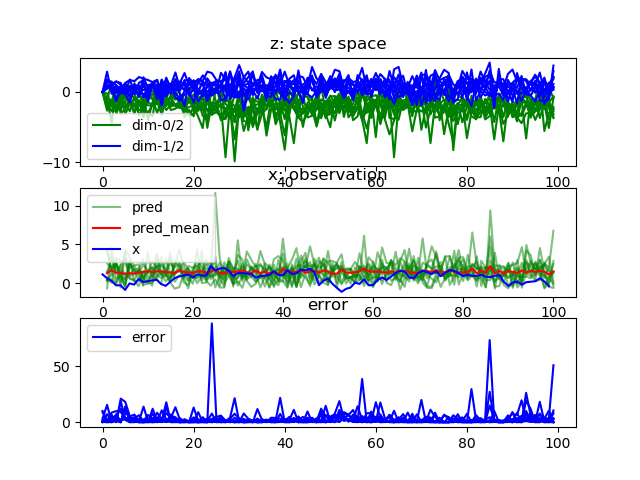 z: state space
0
−10
dim-0/2
dim-1/2
0 20 40 60 80 100
x: observation
10
5
0
pred
pred_mean
x
0 20 40 60 80 100
error
50
0
error
0 20 40 60 80 100